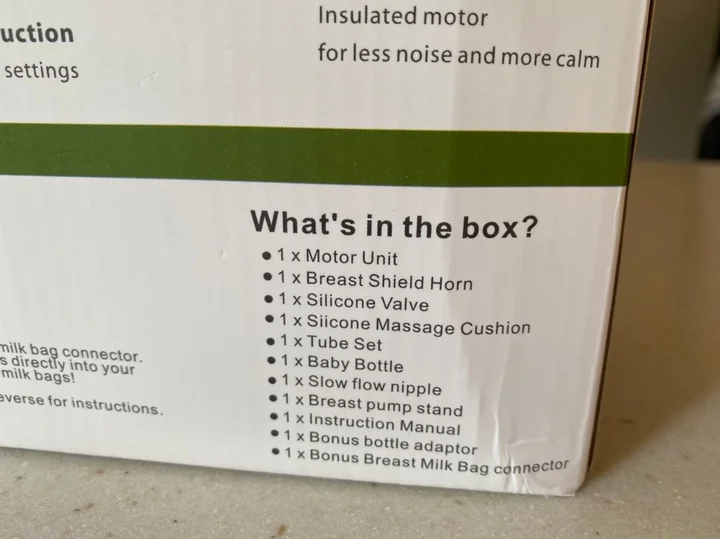 uction
settings
Insulated motor
for less noise and more calm
What's in the box?
● 1 x Motor Unit
● 1 x Breast Shield Horn
● 1 x Silicone Valve
● 1 x Siicone Massage Cushion
● 1 x Tube Set
● 1 x Baby Bottle
● 1 x Slow flow nipple
● 1 x Breast pump stand
● 1 x Instruction Manual
● 1 x Bonus bottle adaptor
● 1 x Bonus Breast Milk Bag connector
milk bag connector.
s directly into your
milk bags!
everse for instructions.